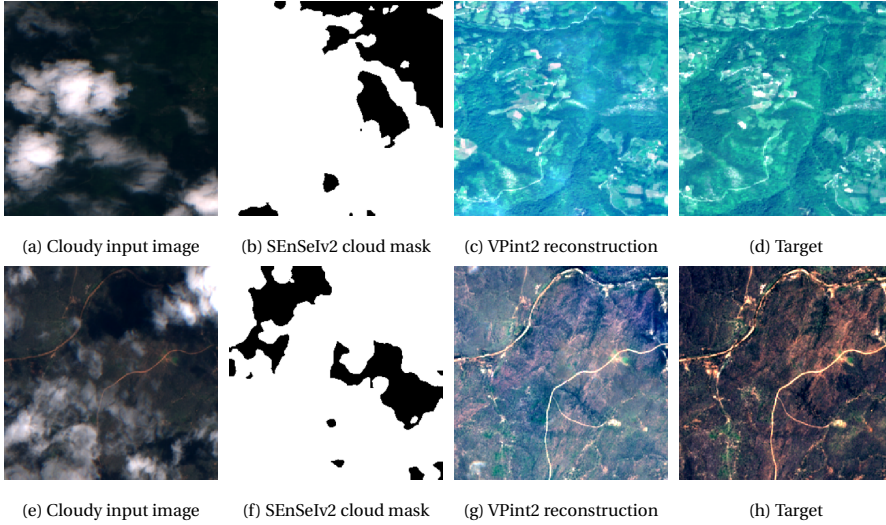 (a) Cloudy input image
(b) SEnSeIv2 cloud mask
(c) VPint2 reconstruction
(d) Target
(e) Cloudy input image
(f) SEnSeIv2 cloud mask
(g) VPint2 reconstruction
(h) Target